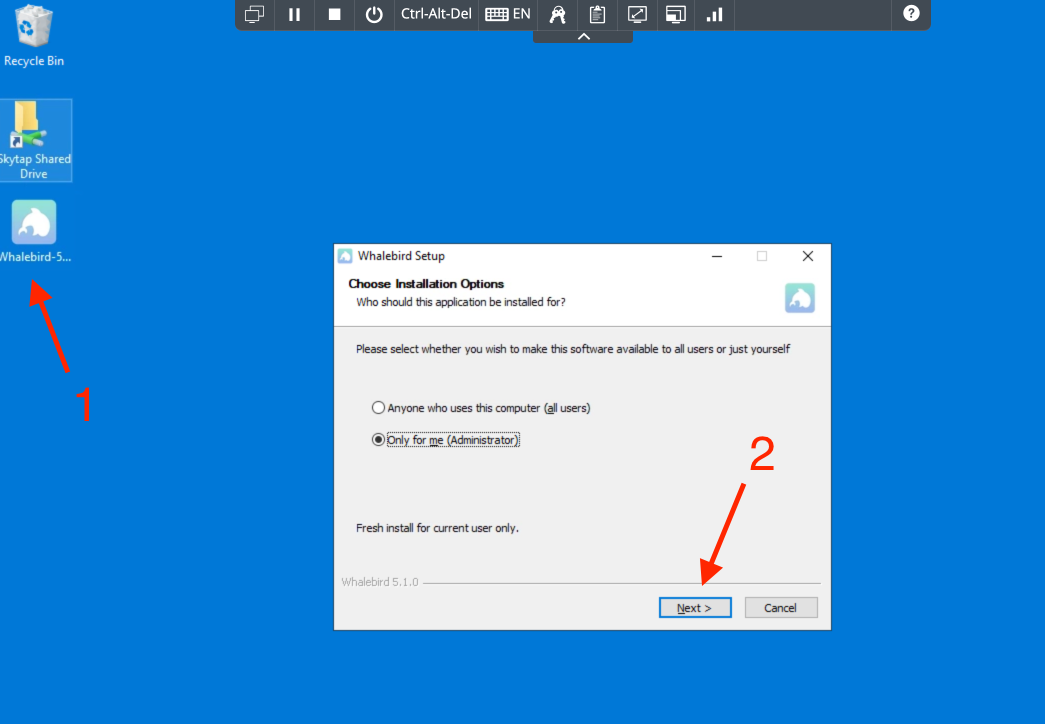 Ctrl-Alt-Del
EN
?
Recycle Bin
Skytap Shared
Drive
Whalebird-5...
1
Whalebird Setup
Choose Installation Options
Who should this application be installed for?
Please select whether you wish to make this software available to all users or just yourself
Anyone who uses this computer (all users)
Only for me (Administrator)
2
Fresh install for current user only.
Whalebird 5.1.0
Next >
Cancel